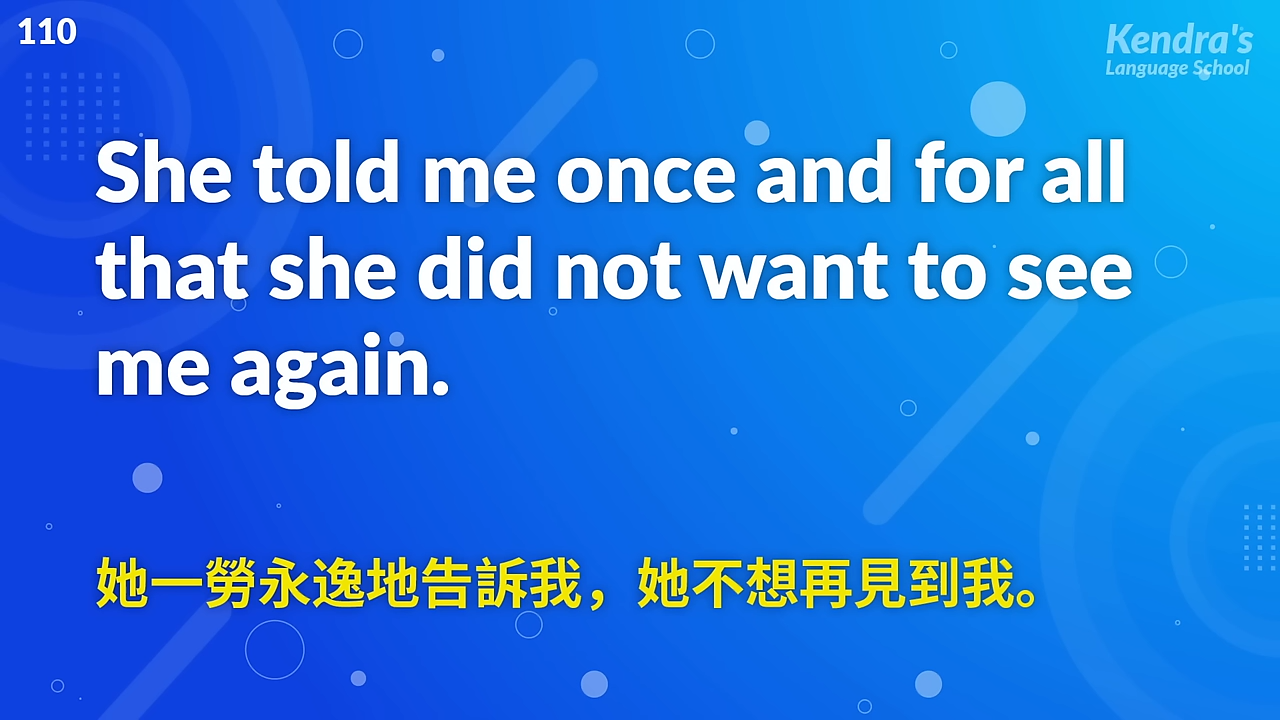 110
Kendra's
Language School
She told me once and for all
that she did not want to see
me again.
她一勞永逸地告訴我，她不想再見到我。